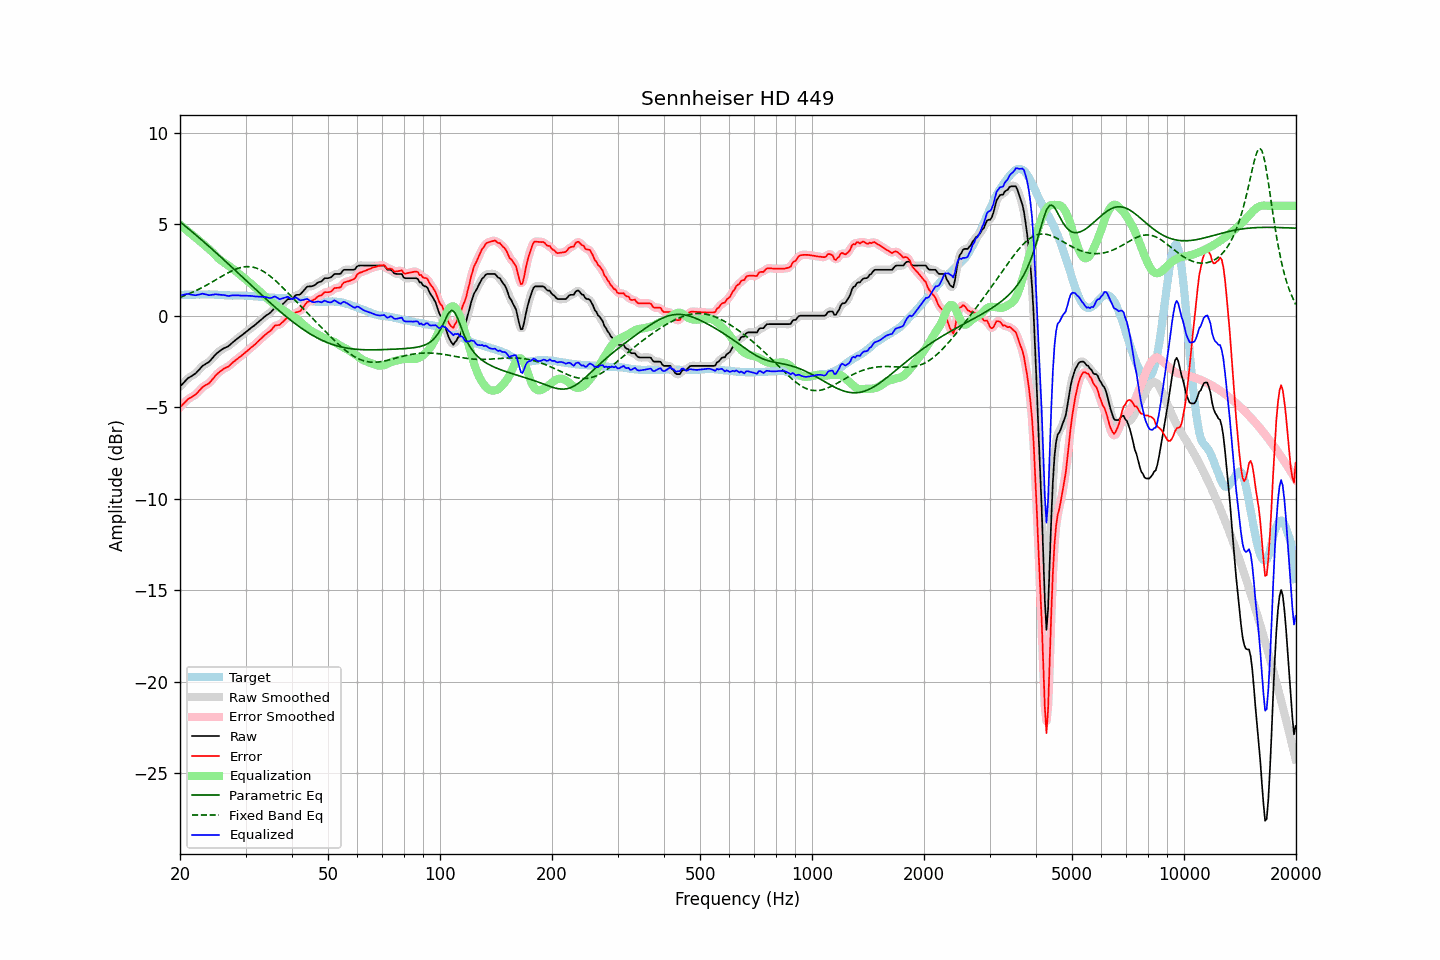 Sennheiser HD 449
10
5
0
−5
−10
−15
−20
−25
Amplitude (dBr)
Target
Raw Smoothed
Error Smoothed
Raw
Error
Equalization
Parametric Eq
Fixed Band Eq
Equalized
20 50 100 200 500 1000 2000 5000 10000 20000
Frequency (Hz)